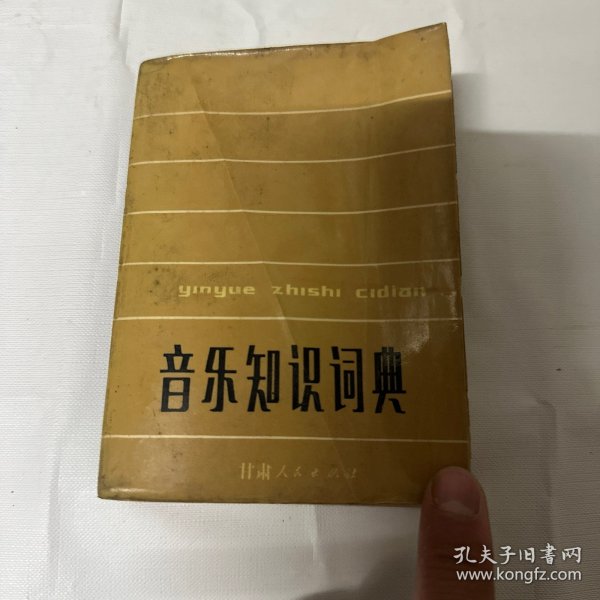 yinyue zhishi cidian
音乐知识词典
甘肃人民出版社
孔夫子旧书网
www.kongfz.com